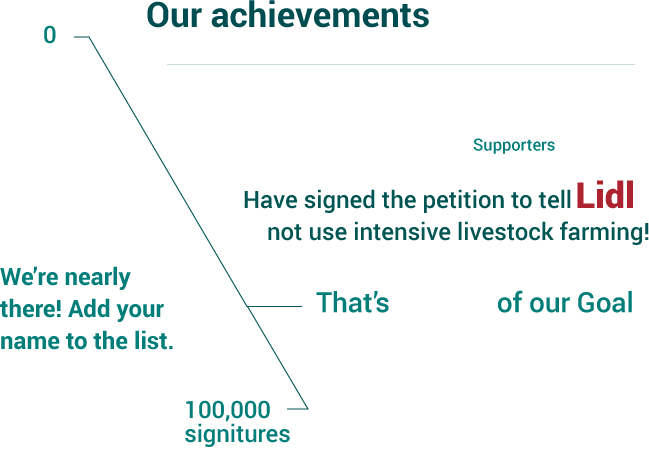 Our achievements
0
Supporters
Have signed the petition to tell Lidl
not use intensive livestock farming!
We're nearly
there! Add your
name to the list.
That's of our Goal
100,000
signitures